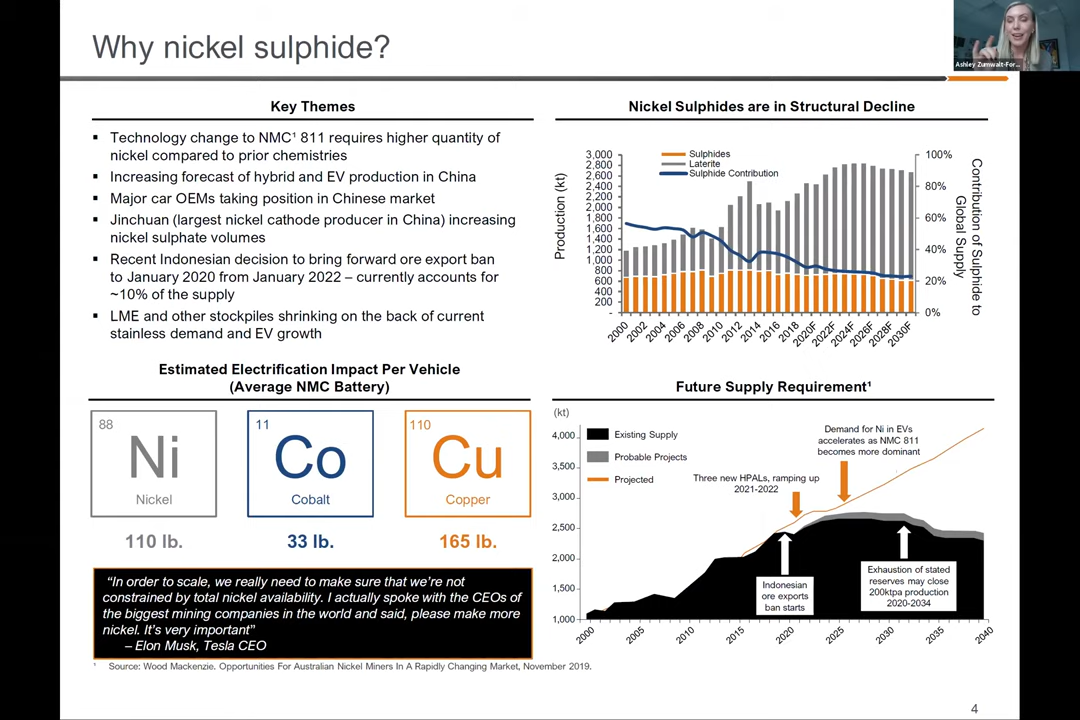 Why nickel sulphide?
Ashley Zumwalt-For...
Key Themes
▪ Technology change to NMC¹ 811 requires higher quantity of
nickel compared to prior chemistries
▪ Increasing forecast of hybrid and EV production in China
▪ Major car OEMs taking position in Chinese market
▪ Jinchuan (largest nickel cathode producer in China) increasing
nickel sulphate volumes
▪ Recent Indonesian decision to bring forward ore export ban
to January 2020 from January 2022 – currently accounts for
~10% of the supply
▪ LME and other stockpiles shrinking on the back of current
stainless demand and EV growth
Nickel Sulphides are in Structural Decline
Production (kt)
3,000
2,800
2,600
2,400
2,200
2,000
1,800
1,600
1,400
1,200
1,000
800
600
400
200
-
Sulphides
Laterite
Sulphide Contribution
100%
80%
60%
40%
20%
0%
Contribution of Sulphide to
Global Supply
2000
2002
2004
2006
2008
2010
2012
2014
2016
2018
2020F
2022F
2024F
2026F
2028F
2030F
Estimated Electrification Impact Per Vehicle
(Average NMC Battery)
88
Ni
Nickel
110 lb.
11
Co
Cobalt
33 lb.
110
Cu
Copper
165 lb.
“In order to scale, we really need to make sure that we’re not
constrained by total nickel availability. I actually spoke with the CEOs of
the biggest mining companies in the world and said, please make more
nickel. It’s very important”
– Elon Musk, Tesla CEO
Future Supply Requirement¹
(kt)
4,000
3,500
3,000
2,500
2,000
1,500
1,000
Existing Supply
Probable Projects
Projected
Three new HPALs, ramping up
2021-2022
Demand for Ni in EVs
accelerates as NMC 811
becomes more dominant
Indonesian
ore exports
ban starts
Exhaustion of stated
reserves may close
200ktpa production
2020-2034
2000
2005
2010
2015
2020
2025
2030
2035
2040
¹ Source: Wood Mackenzie. Opportunities For Australian Nickel Miners In A Rapidly Changing Market, November 2019.
4